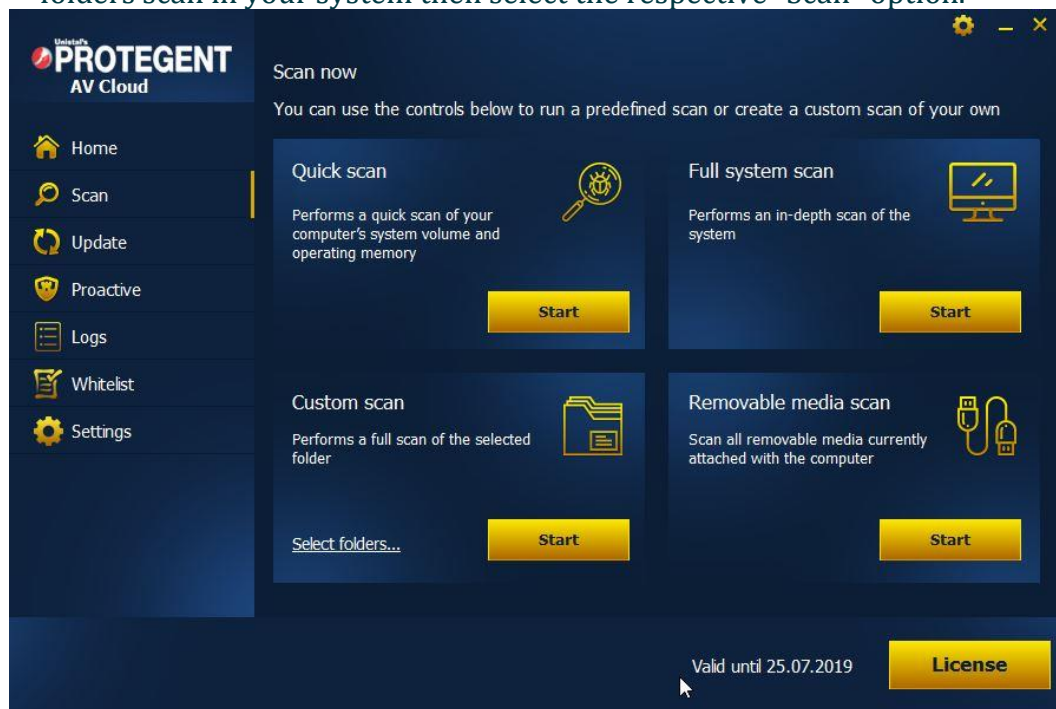 folders scan in your system then select the respective "Scan" option.
Unistal's
PROTEGENT
AV Cloud
Home
Scan
Update
Proactive
Logs
Whitelist
Settings
Scan now
You can use the controls below to run a predefined scan or create a custom scan of your own
Quick scan
Performs a quick scan of your
computer's system volume and
operating memory
Start
Full system scan
Performs an in-depth scan of the
system
Start
Custom scan
Performs a full scan of the selected
folder
Select folders...
Start
Removable media scan
Scan all removable media currently
attached with the computer
Start
Valid until 25.07.2019
License